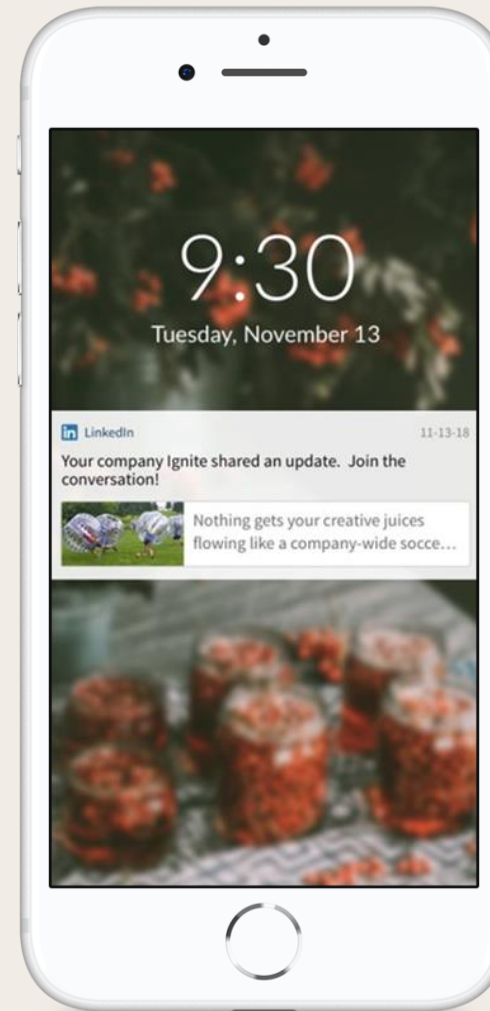 9:30
Tuesday, November 13
in LinkedIn 11-13-18
Your company Ignite shared an update. Join the
conversation!
Nothing gets your creative juices
flowing like a company-wide socce...